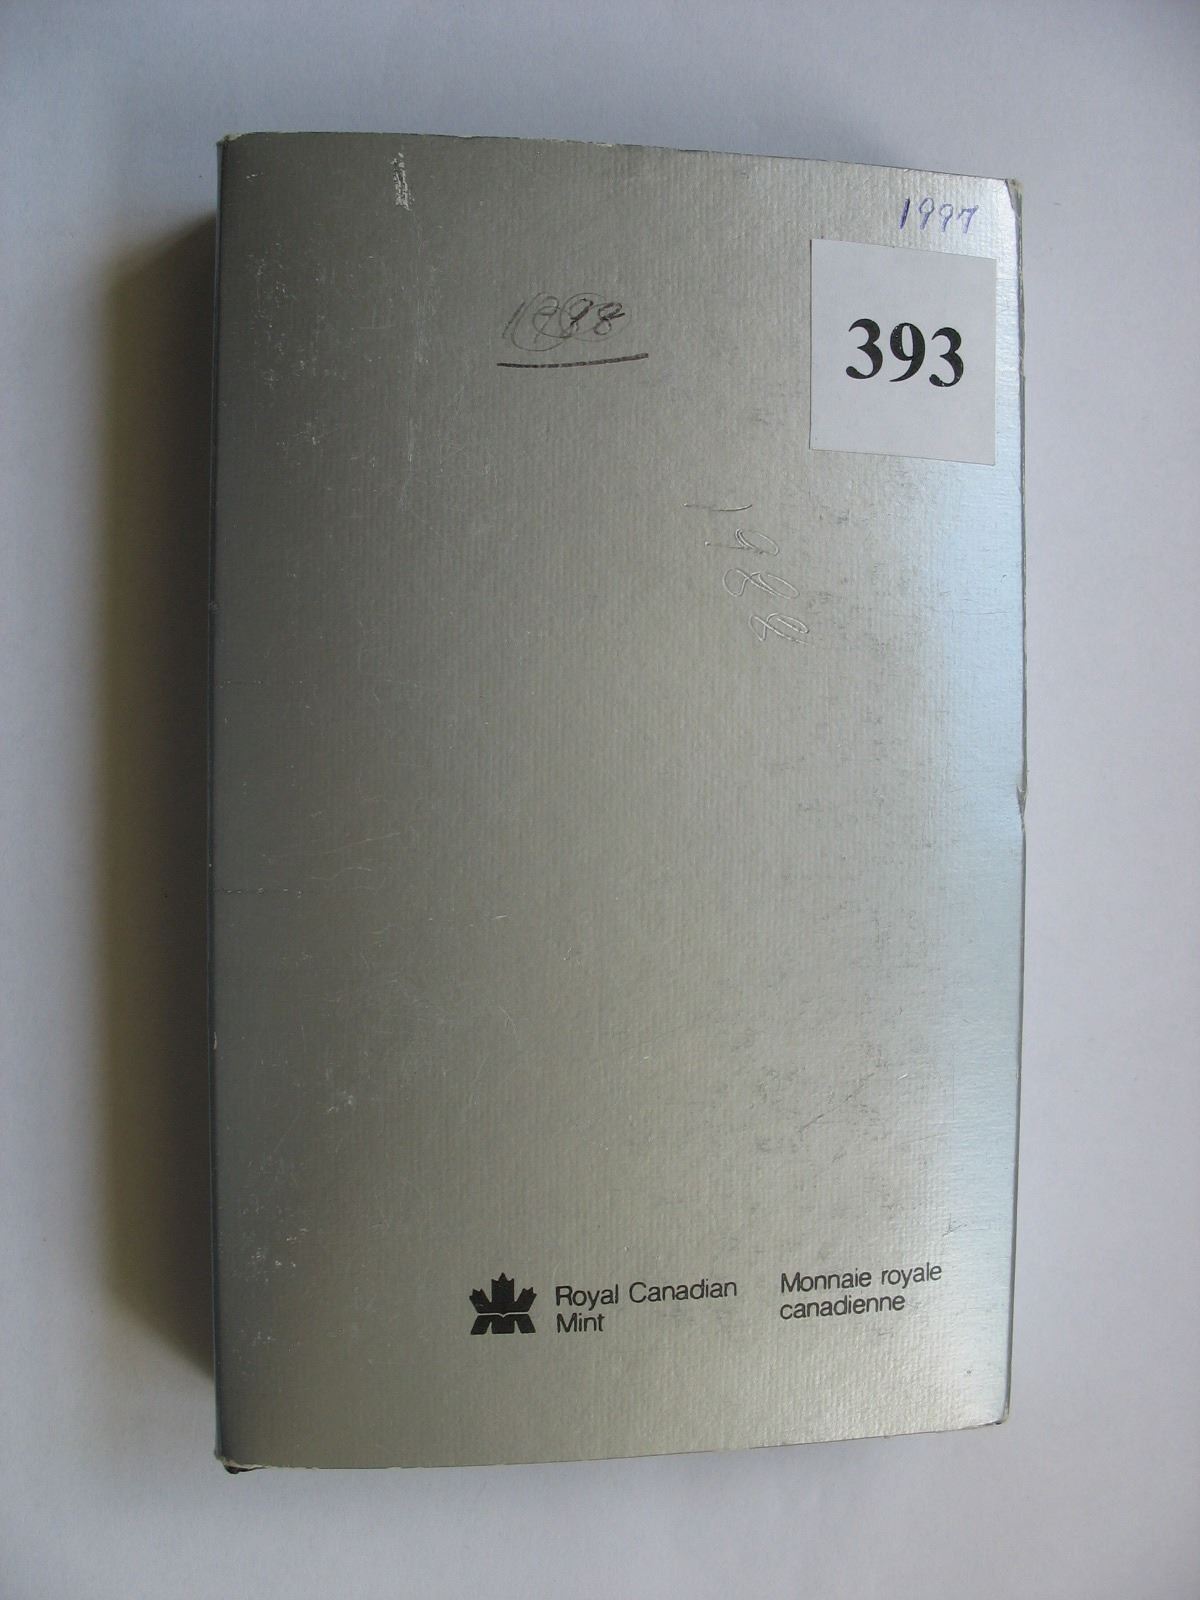 1997
393
1988
1988
Royal Canadian
Mint
Monnaie royale
canadienne